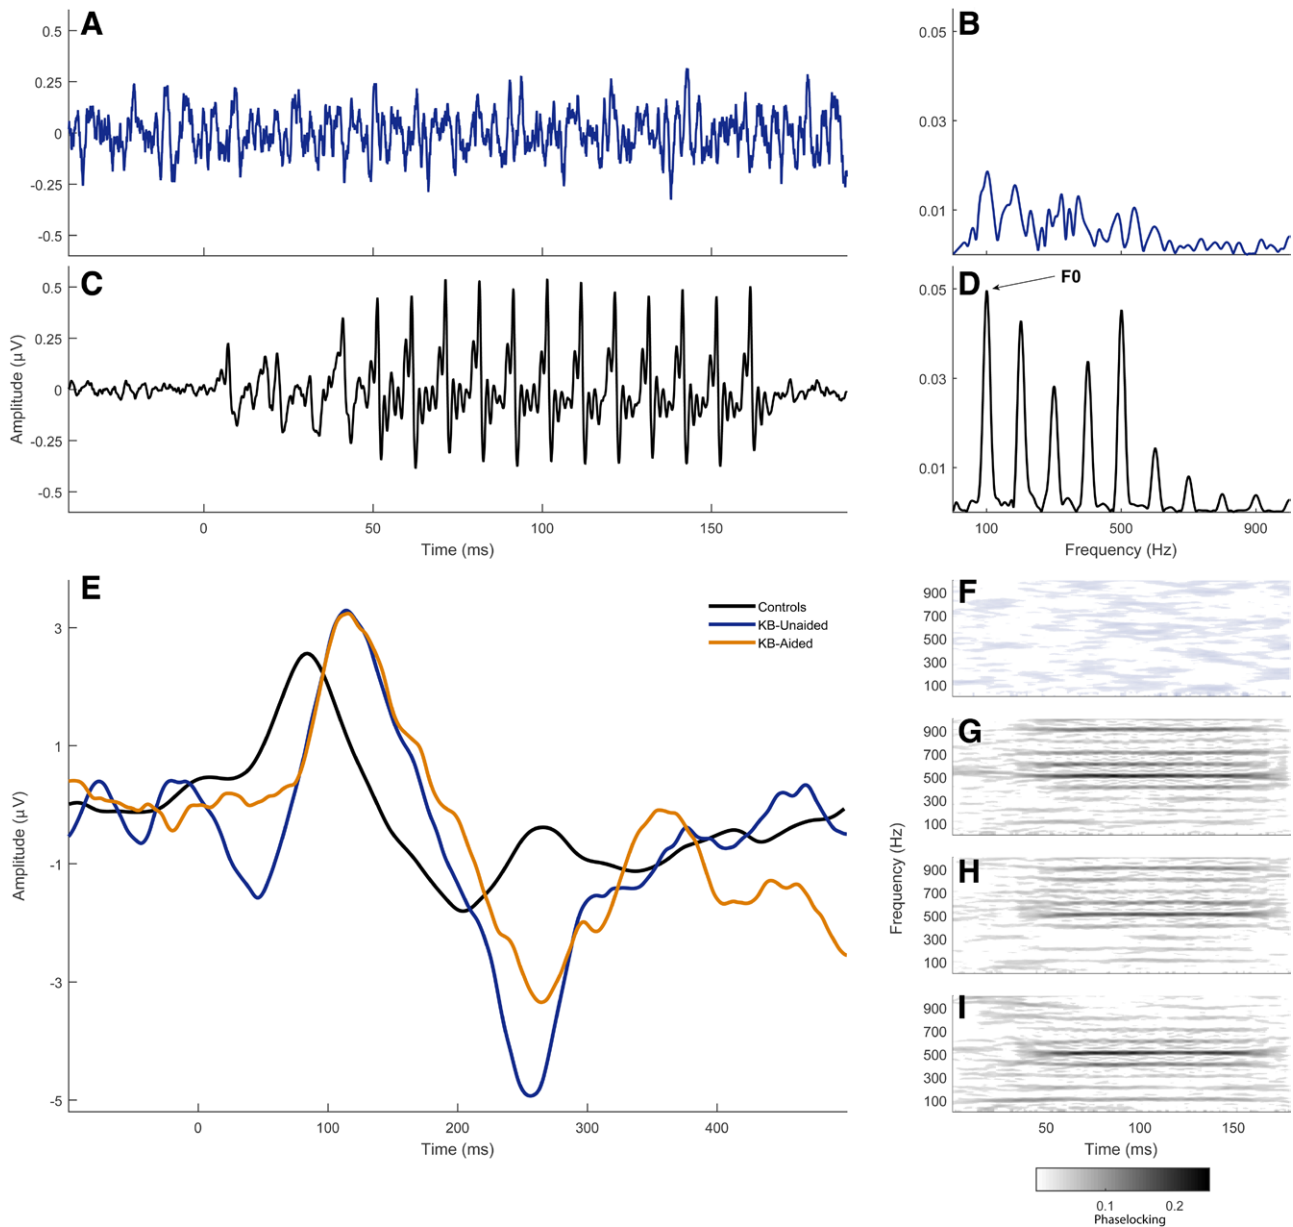 A
0.5
0.25
0
-0.25
-0.5
B
0.05
0.03
0.01
C
0.5
0.25
0
-0.25
-0.5
Amplitude (µV)
0 50 100 150
Time (ms)
D
F0
0.05
0.03
0.01
100 500 900
Frequency (Hz)
E
Controls
KB-Unaided
KB-Aided
3
1
-1
-3
-5
Amplitude (µV)
0 100 200 300 400
Time (ms)
F
900
700
500
300
100
G
900
700
500
300
100
H
900
700
500
300
100
I
900
700
500
300
100
Frequency (Hz)
50 100 150
Time (ms)
0.1 0.2
Phaselocking